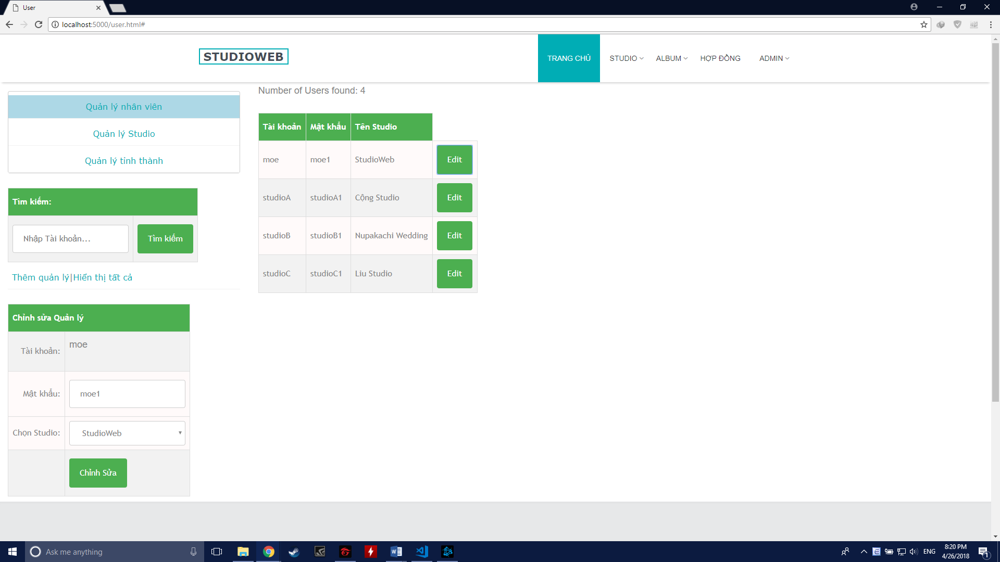 User
localhost:5000/user.html#
STUDIOWEB
TRANG CHỦ STUDIO ALBUM HỢP ĐỒNG ADMIN
Quản lý nhân viên
Quản lý Studio
Quản lý tỉnh thành
Tìm kiếm:
Nhập Tài khoản... Tìm kiếm
Thêm quản lý|Hiển thị tất cả
Chỉnh sửa Quản lý
Tài khoản: moe
Mật khẩu: moe1
Chọn Studio: StudioWeb
Chỉnh Sửa
Number of Users found: 4
Tài khoản Mật khẩu Tên Studio
moe moe1 StudioWeb Edit
studioA studioA1 Cộng Studio Edit
studioB studioB1 Nupakachi Wedding Edit
studioC studioC1 Liu Studio Edit
Ask me anything
ENG
8:20 PM
4/26/2018
1